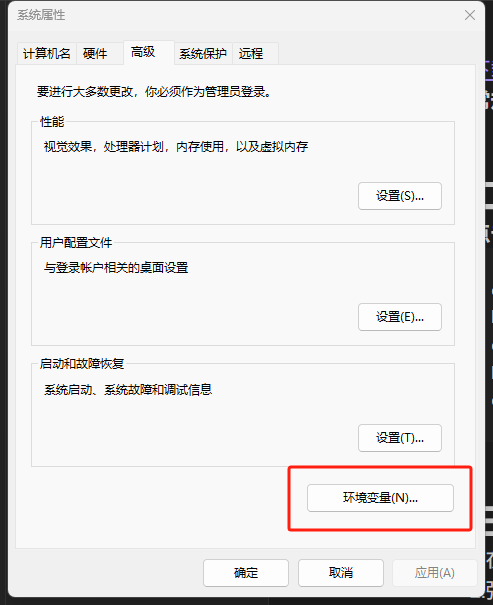 系统属性
计算机名 硬件 高级 系统保护 远程
要进行大多数更改，你必须作为管理员登录。
性能
视觉效果，处理器计划，内存使用，以及虚拟内存
设置(S)...
用户配置文件
与登录帐户相关的桌面设置
设置(E)...
启动和故障恢复
系统启动、系统故障和调试信息
设置(T)...
环境变量(N)...
确定 取消 应用(A)